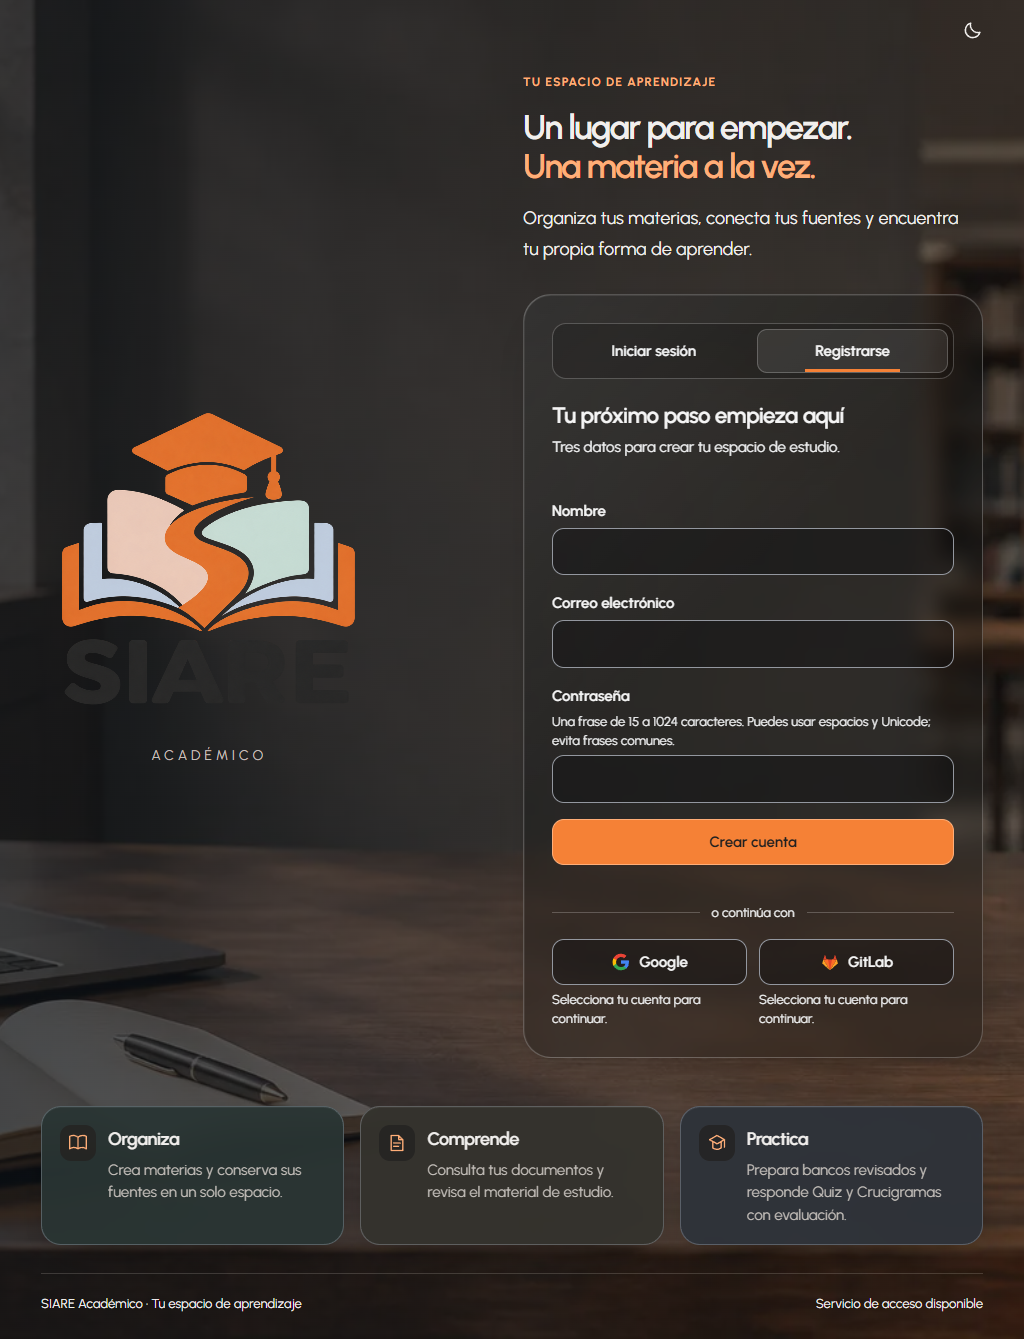 TU ESPACIO DE APRENDIZAJE
Un lugar para empezar.
Una materia a la vez.
Organiza tus materias, conecta tus fuentes y encuentra
tu propia forma de aprender.
Iniciar sesión
Registrarse
Tu próximo paso empieza aquí
Tres datos para crear tu espacio de estudio.
Nombre
Correo electrónico
Contraseña
Una frase de 15 a 1024 caracteres. Puedes usar espacios y Unicode;
evita frases comunes.
Crear cuenta
o continúa con
Google
GitLab
Selecciona tu cuenta para
continuar.
Selecciona tu cuenta para
continuar.
SIARE
ACADÉMICO
Organiza
Crea materias y conserva sus
fuentes en un solo espacio.
Comprende
Consulta tus documentos y
revisa el material de estudio.
Practica
Prepara bancos revisados y
responde Quiz y Crucigramas
con evaluación.
SIARE Académico · Tu espacio de aprendizaje
Servicio de acceso disponible